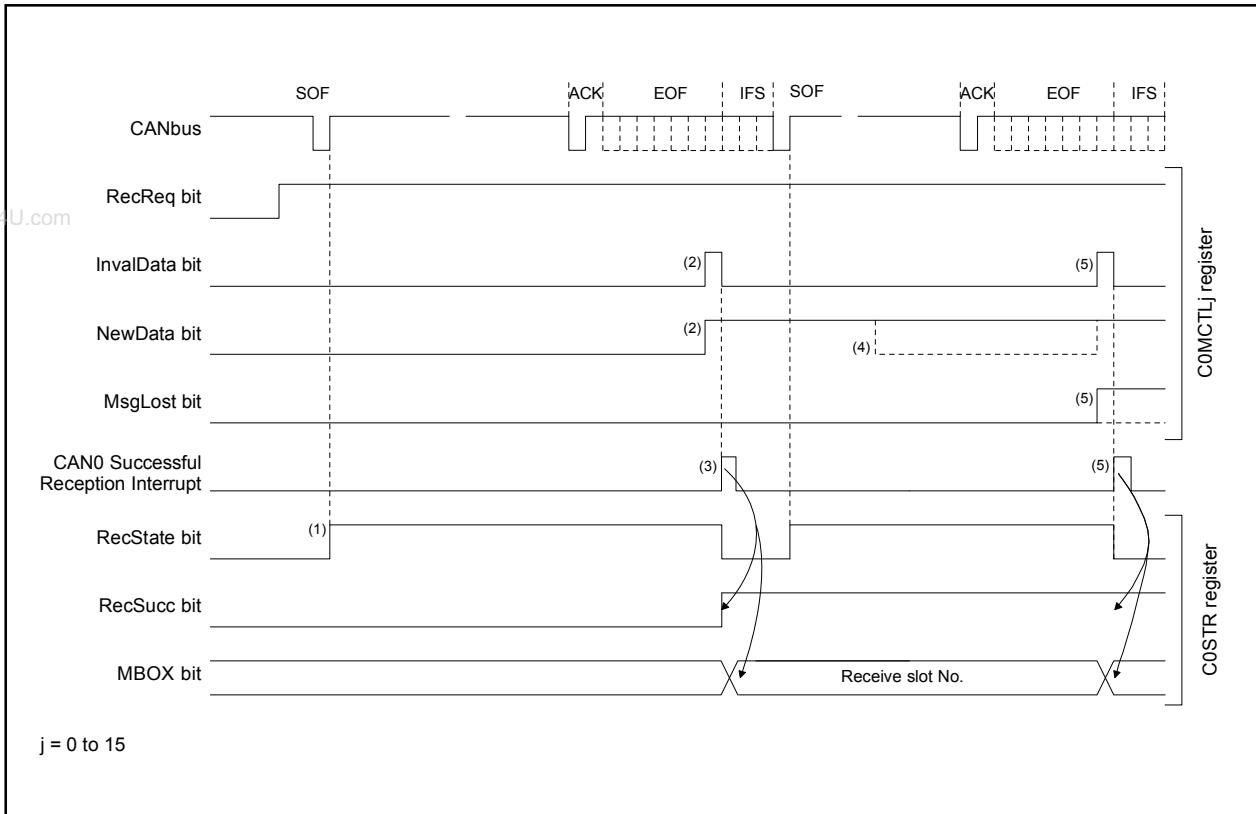 SOF ACK EOF IFS SOF ACK EOF IFS
CANbus
RecReq bit
4U.com
InvalData bit (2) (5)
NewData bit (2) (4)
MsgLost bit (5)
C0MCTLj register
CAN0 Successful
Reception Interrupt (3) (5)
RecState bit (1)
RecSucc bit
MBOX bit Receive slot No.
C0STR register
j = 0 to 15